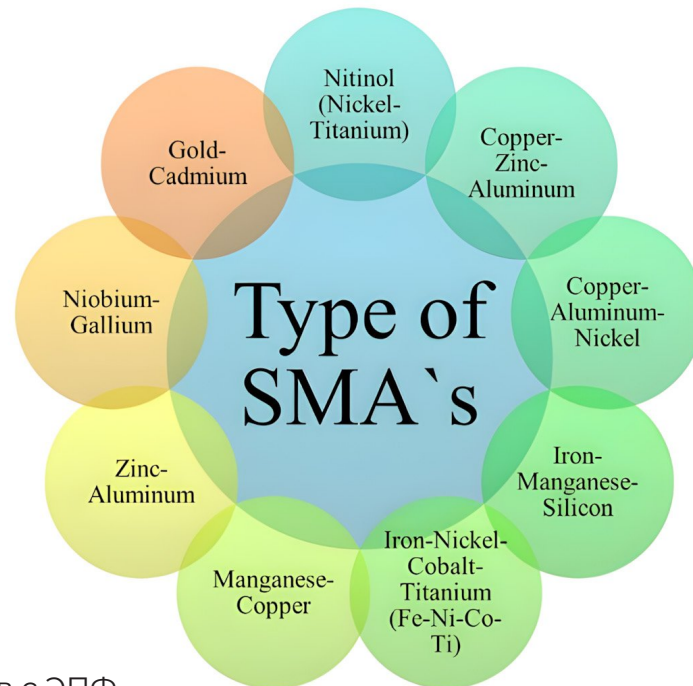 Type of
SMA`s
Nitinol
(Nickel-
Titanium)
Copper-
Zinc-
Aluminum
Copper-
Aluminum-
Nickel
Iron-
Manganese-
Silicon
Iron-Nickel-
Cobalt-
Titanium
(Fe-Ni-Co-
Ti)
Manganese-
Copper
Zinc-
Aluminum
Niobium-
Gallium
Gold-
Cadmium
с ЭПФ